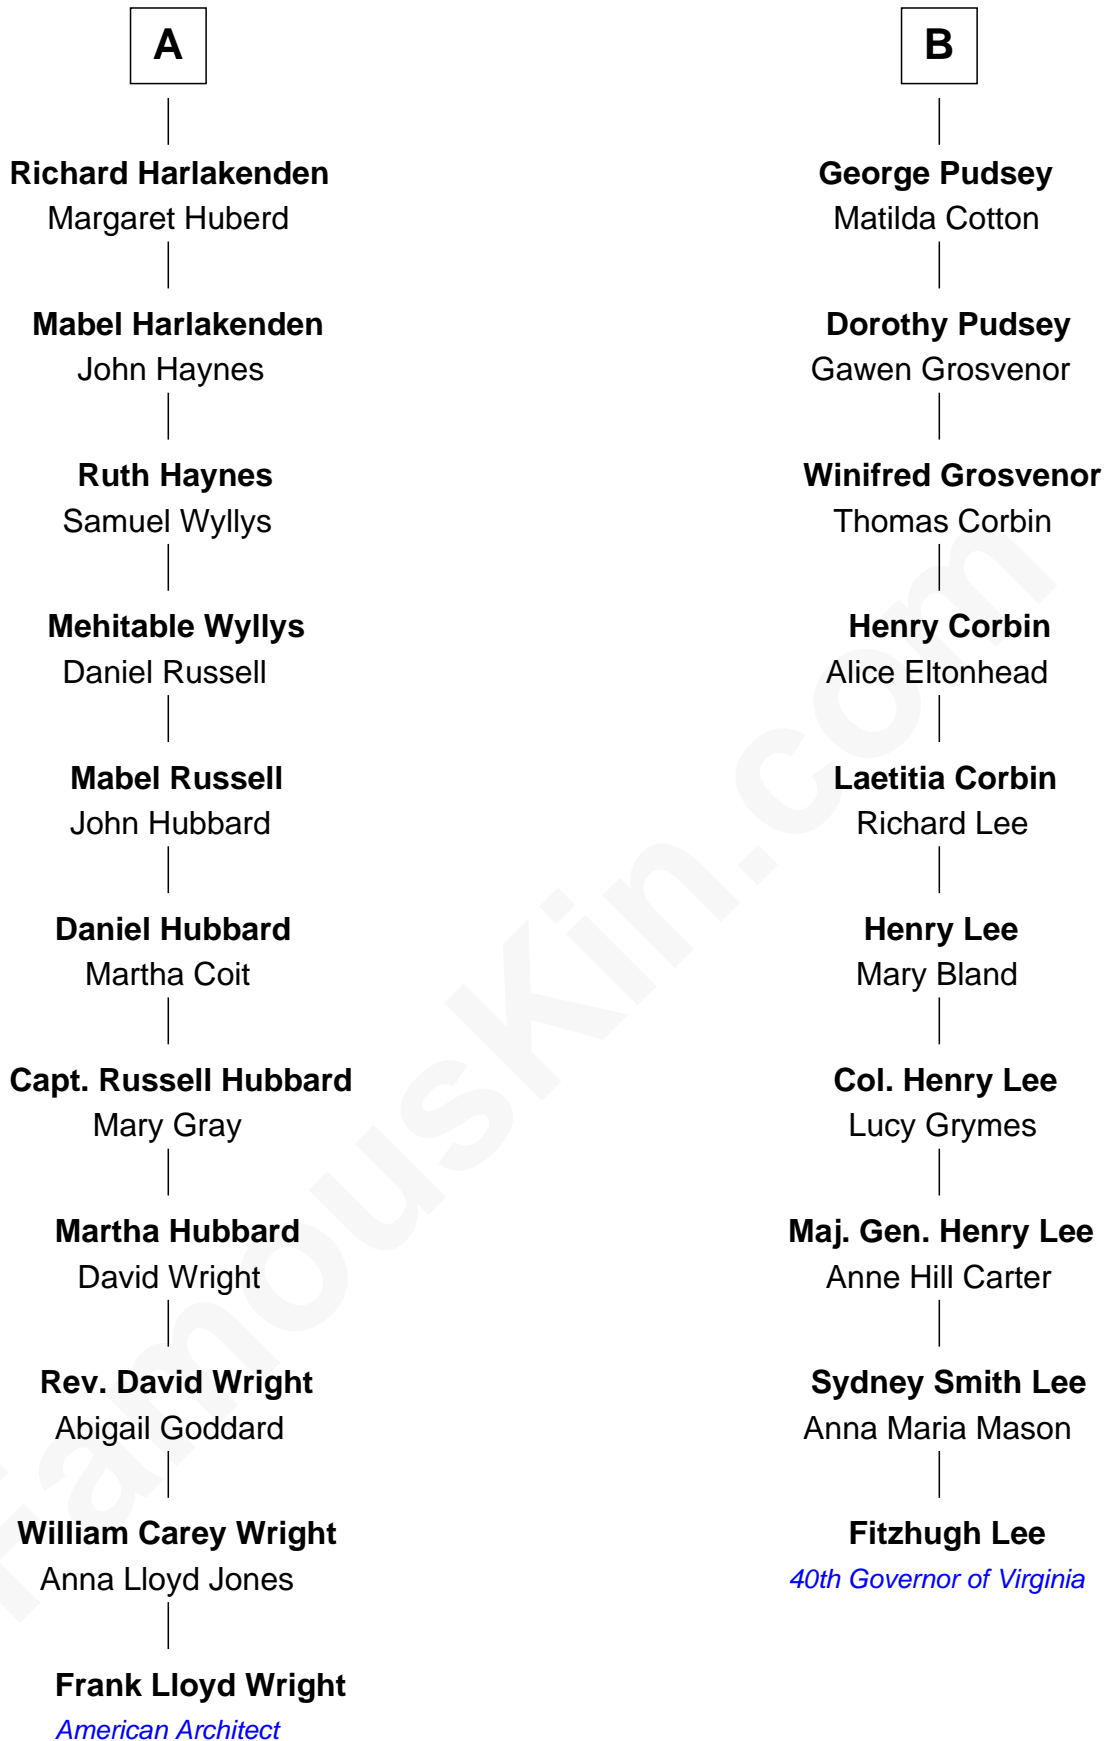 A
Richard Harlakenden
Margaret Huberd
Mabel Harlakenden
John Haynes
Ruth Haynes
Samuel Wyllys
Mehitable Wyllys
Daniel Russell
Mabel Russell
John Hubbard
Daniel Hubbard
Martha Coit
Capt. Russell Hubbard
Mary Gray
Martha Hubbard
David Wright
Rev. David Wright
Abigail Goddard
William Carey Wright
Anna Lloyd Jones
Frank Lloyd Wright
American Architect
B
George Pudsey
Matilda Cotton
Dorothy Pudsey
Gawen Grosvenor
Winifred Grosvenor
Thomas Corbin
Henry Corbin
Alice Eltonhead
Laetitia Corbin
Richard Lee
Henry Lee
Mary Bland
Col. Henry Lee
Lucy Grymes
Maj. Gen. Henry Lee
Anne Hill Carter
Sydney Smith Lee
Anna Maria Mason
Fitzhugh Lee
40th Governor of Virginia
FamousKin.com